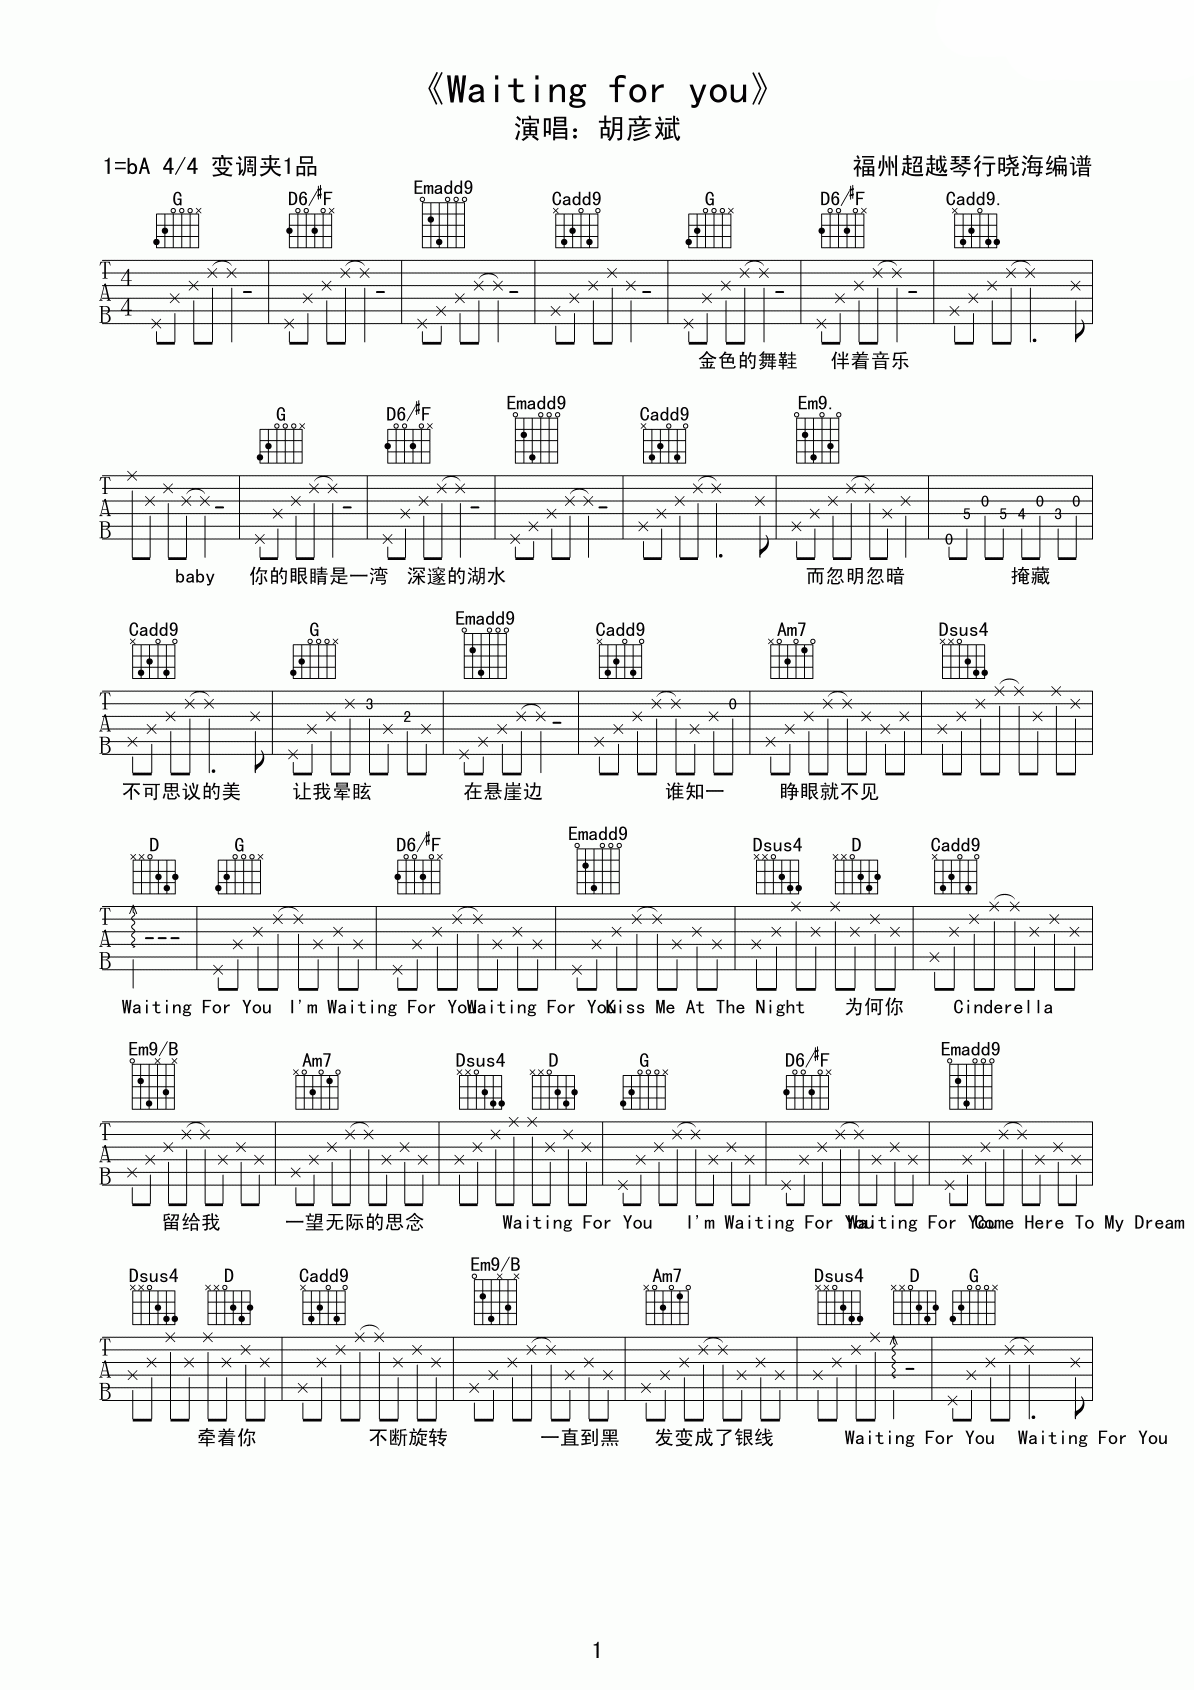 《Waiting for you》
演唱：胡彦斌
1=bA 4/4 变调夹1品 福州超越琴行晓海编谱
G D6/#F Emadd9 Cadd9 G D6/#F Cadd9.
T A B 4 4
金色的舞鞋 伴着音乐
G D6/#F Emadd9 Cadd9 Em9.
T A B 0 5 0 5 4 0 3 0
baby 你的眼睛是一湾 深邃的湖水 而忽明忽暗 掩藏
Cadd9 G Emadd9 Cadd9 Am7 Dsus4
T A B 3 2 0
不可思议的美 让我晕眩 在悬崖边 谁知一 睁眼就不见
D G D6/#F Emadd9 Dsus4 D Cadd9
T A B
Waiting For You I'm Waiting For You Waiting For You Kiss Me At The Night 为何你 Cinderella
Em9/B Am7 Dsus4 D G D6/#F Emadd9
T A B
留给我 一望无际的思念 Waiting For You I'm Waiting For You Waiting For You Come Here To My Dream
Dsus4 D Cadd9 Em9/B Am7 Dsus4 D G
T A B
牵着你 不断旋转 一直到黑 发变成了银线 Waiting For You Waiting For You
1